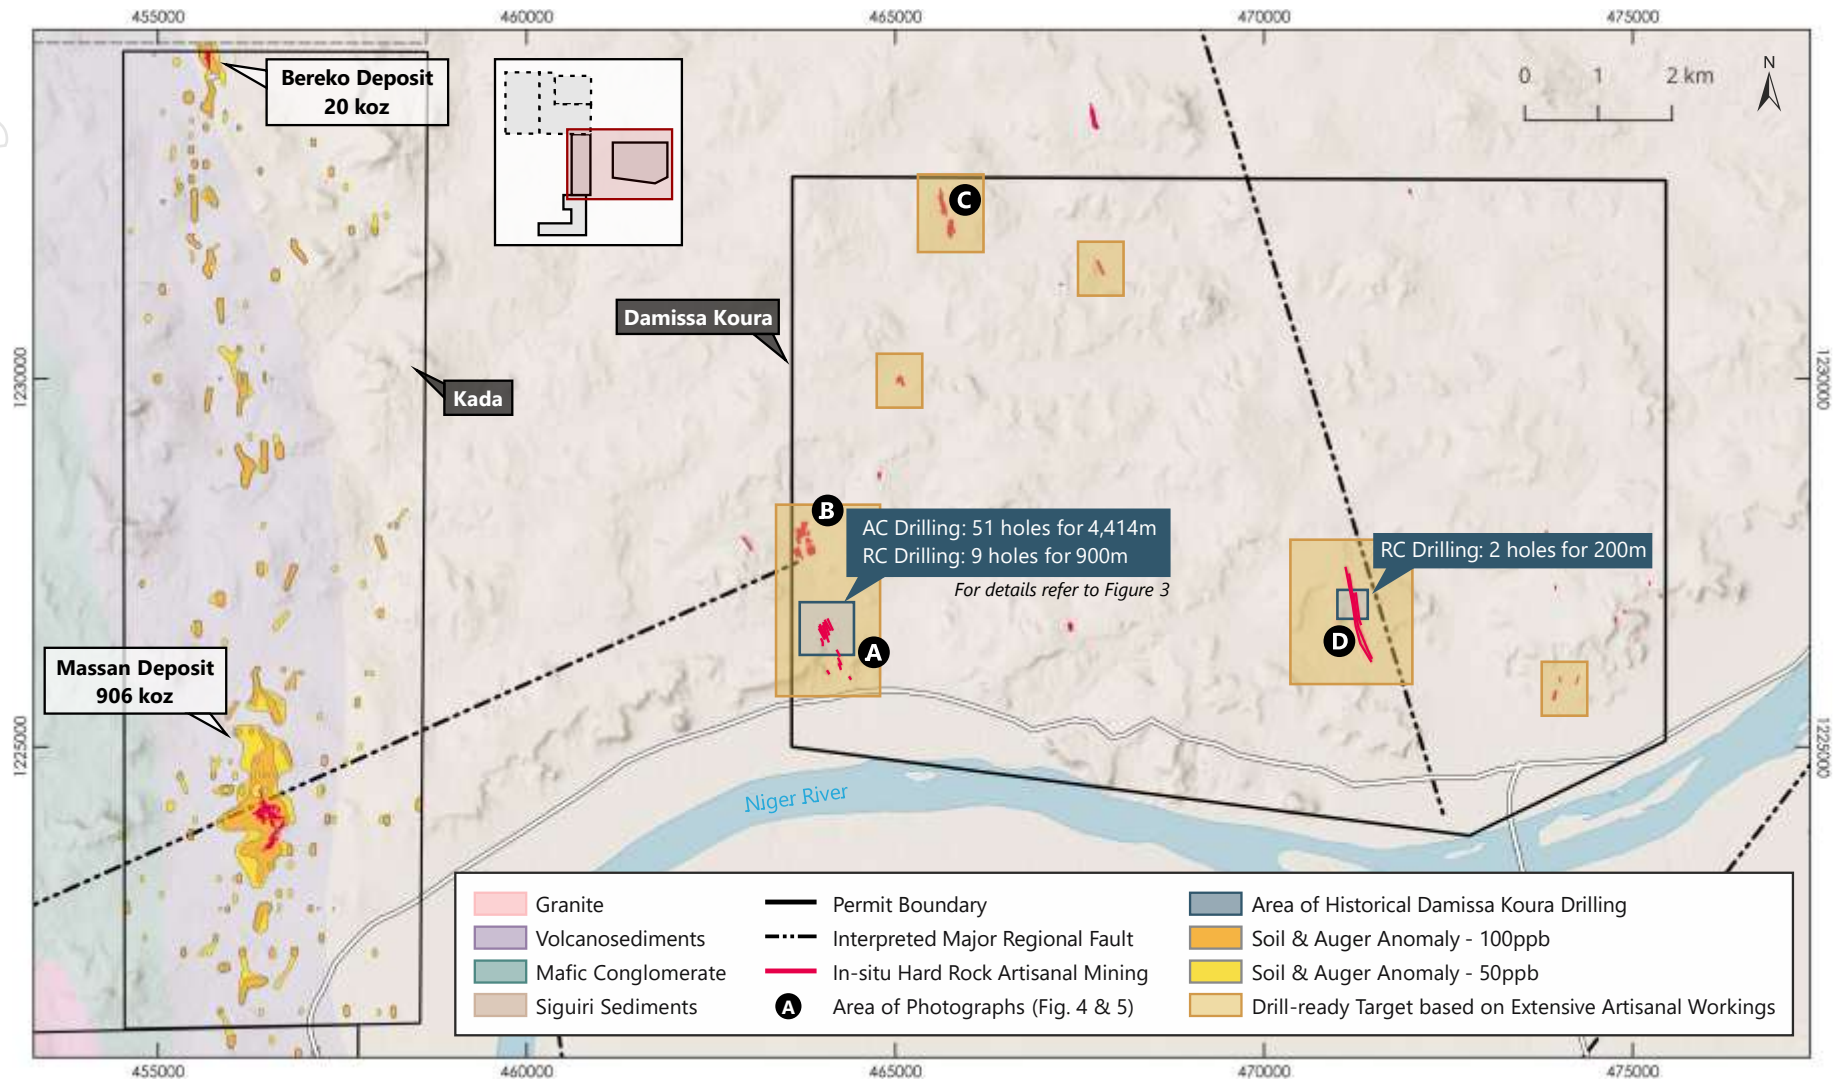 455000
460000
465000
470000
475000
Bereko Deposit
20 koz
0 1 2 km
N
C
Damissa Koura
1230000
1230000
Kada
B
AC Drilling: 51 holes for 4,414m
RC Drilling: 9 holes for 900m
For details refer to Figure 3
RC Drilling: 2 holes for 200m
D
A
Massan Deposit
906 koz
1225000
1225000
Niger River
Granite
Volcanosediments
Mafic Conglomerate
Siguiri Sediments
Permit Boundary
Interpreted Major Regional Fault
In-situ Hard Rock Artisanal Mining
A
Area of Photographs (Fig. 4 & 5)
Area of Historical Damissa Koura Drilling
Soil & Auger Anomaly - 100ppb
Soil & Auger Anomaly - 50ppb
Drill-ready Target based on Extensive Artisanal Workings
455000
460000
465000
470000
475000